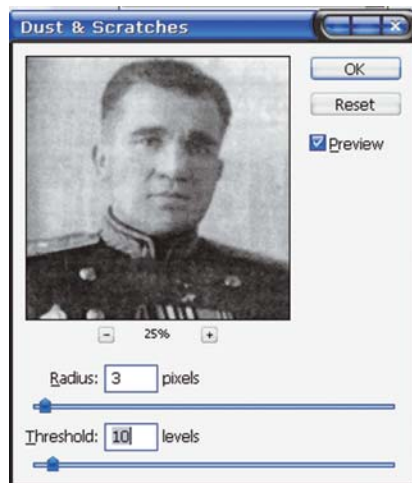 Dust & Scratches
OK
Reset
Preview
25%
Radius: 3 pixels
Threshold: 10 levels